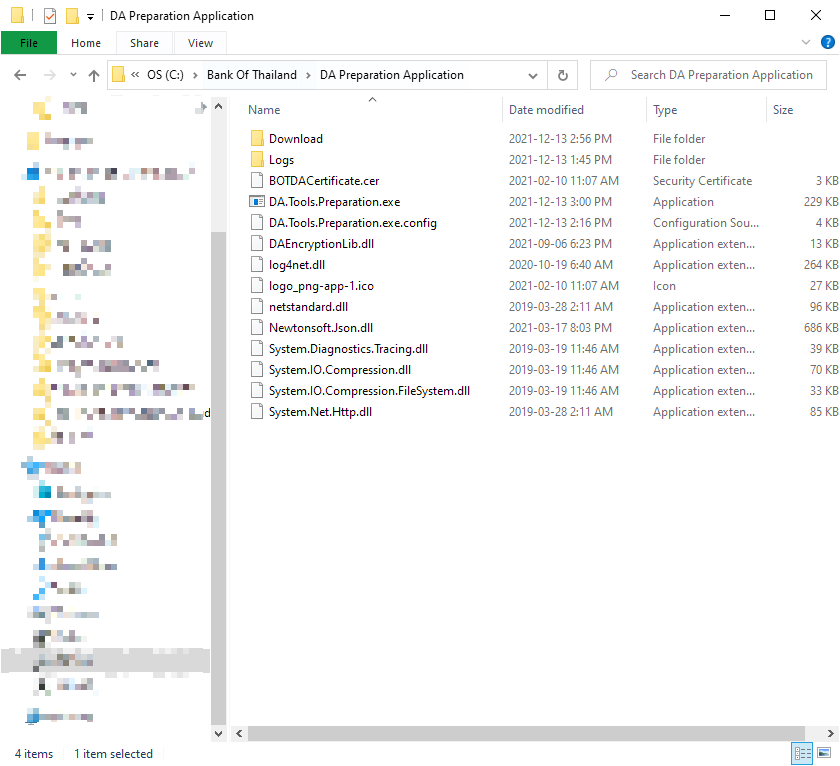 DA Preparation Application
File Home Share View
« OS (C:) › Bank Of Thailand › DA Preparation Application Search DA Preparation Application
Name Date modified Type Size
Download 2021-12-13 2:56 PM File folder
Logs 2021-12-13 1:45 PM File folder
BOTDACertificate.cer 2021-02-10 11:07 AM Security Certificate 3 KB
DA.Tools.Preparation.exe 2021-12-13 3:00 PM Application 229 KB
DA.Tools.Preparation.exe.config 2021-12-13 2:16 PM Configuration Sou... 4 KB
DAEncryptionLib.dll 2021-09-06 6:23 PM Application exten... 13 KB
log4net.dll 2020-10-19 6:40 AM Application exten... 264 KB
logo_png-app-1.ico 2021-02-10 11:07 AM Icon 27 KB
netstandard.dll 2019-03-28 2:11 AM Application exten... 96 KB
Newtonsoft.Json.dll 2021-03-17 8:03 PM Application exten... 686 KB
System.Diagnostics.Tracing.dll 2019-03-19 11:46 AM Application exten... 39 KB
System.IO.Compression.dll 2019-03-19 11:46 AM Application exten... 70 KB
System.IO.Compression.FileSystem.dll 2019-03-19 11:46 AM Application exten... 33 KB
System.Net.Http.dll 2019-03-28 2:11 AM Application exten... 85 KB
4 items 1 item selected